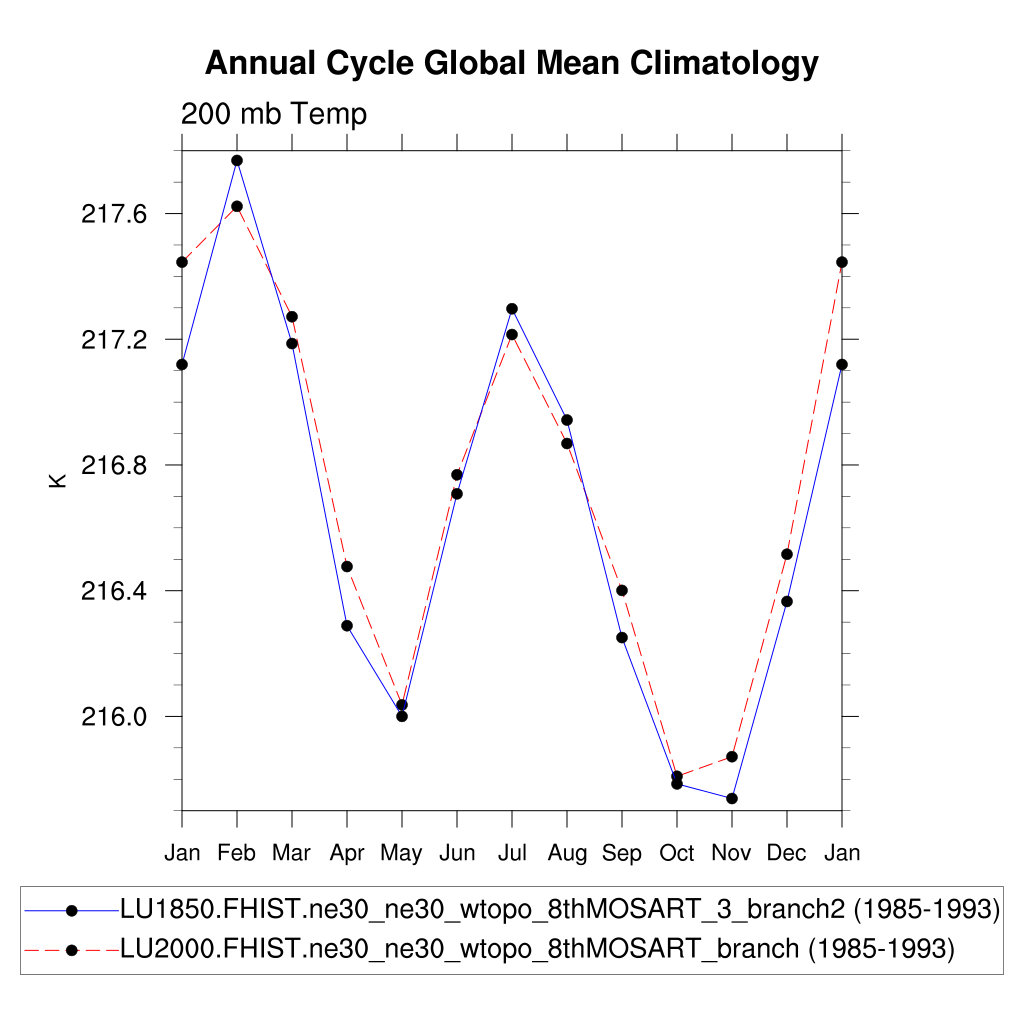 Annual Cycle Global Mean Climatology
200 mb Temp
217.6
217.2
216.8
216.4
216.0
K
Jan Feb Mar Apr May Jun Jul Aug Sep Oct Nov Dec Jan
LU1850.FHIST.ne30_ne30_wtopo_8thMOSART_3_branch2 (1985-1993)
LU2000.FHIST.ne30_ne30_wtopo_8thMOSART_branch (1985-1993)